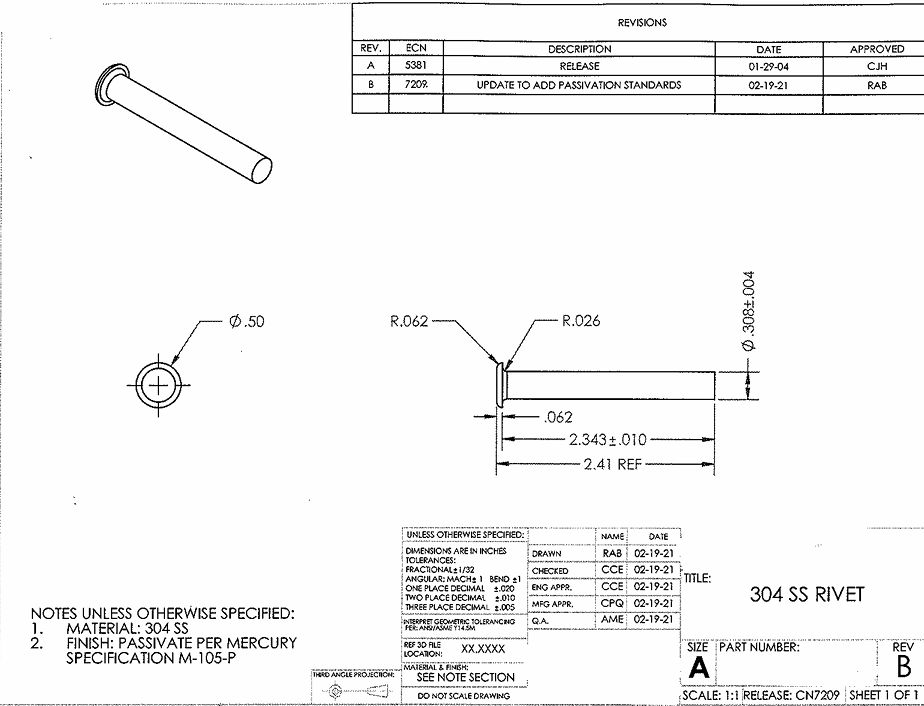 REVISIONS
REV. ECN DESCRIPTION DATE APPROVED
A 5381 RELEASE 01-29-04 CJH
B 7209. UPDATE TO ADD PASSIVATION STANDARDS 02-19-21 RAB
Ø.50
R.062
R.026
Ø.308±.004
.062
2.343±.010
2.41 REF
NOTES UNLESS OTHERWISE SPECIFIED:
1. MATERIAL: 304 SS
2. FINISH: PASSIVATE PER MERCURY
SPECIFICATION M-105-P
THIRD ANGLE PROJECTION:
UNLESS OTHERWISE SPECIFIED:
DIMENSIONS ARE IN INCHES
TOLERANCES:
FRACTIONAL±1/32
ANGULAR: MACH± 1 BEND ±1
ONE PLACE DECIMAL ±.020
TWO PLACE DECIMAL ±.010
THREE PLACE DECIMAL ±.005
INTERPRET GEOMETRIC TOLERANCING
PER: ANSI/ASME Y14.5M
REF 3D FILE
LOCATION: XX.XXXX
MATERIAL & FINISH:
SEE NOTE SECTION
DO NOT SCALE DRAWING
NAME DATE
DRAWN RAB 02-19-21
CHECKED CCE 02-19-21
ENG APPR. CCE 02-19-21
MFG APPR. CPQ 02-19-21
Q.A. AME 02-19-21
TITLE:
304 SS RIVET
SIZE PART NUMBER: REV
A B
SCALE: 1:1 RELEASE: CN7209 SHEET 1 OF 1